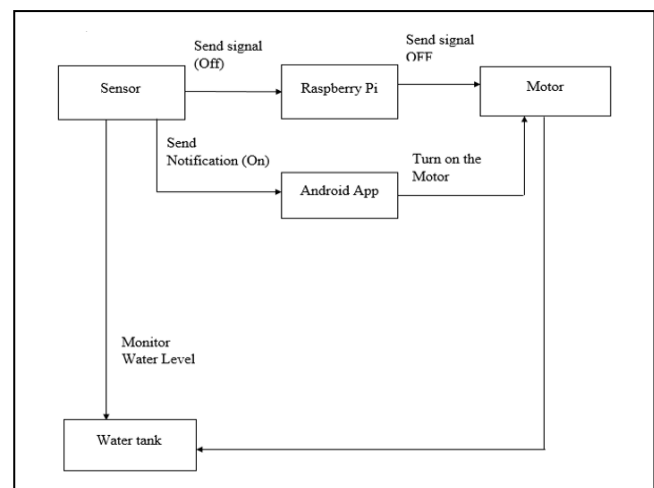 Send signal
(Off)
Send signal
OFF
Sensor
Raspberry Pi
Motor
Send
Notification (On)
Turn on the
Motor
Android App
Monitor
Water Level
Water tank